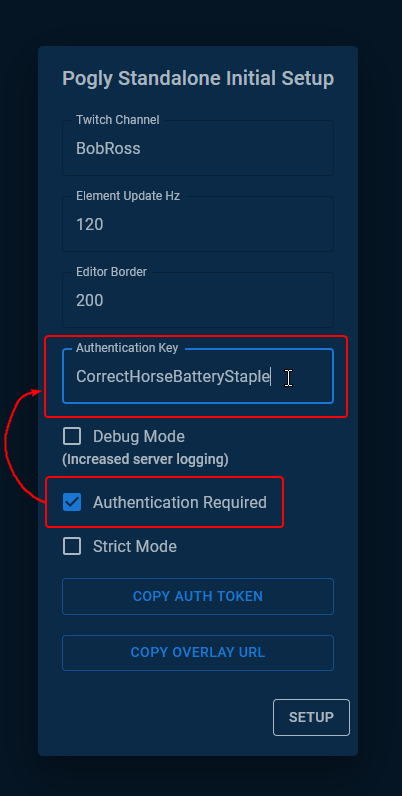 Pogly Standalone Initial Setup
Twitch Channel
BobRoss
Element Update Hz
120
Editor Border
200
Authentication Key
CorrectHorseBatteryStaple
Debug Mode
(Increased server logging)
Authentication Required
Strict Mode
COPY AUTH TOKEN
COPY OVERLAY URL
SETUP